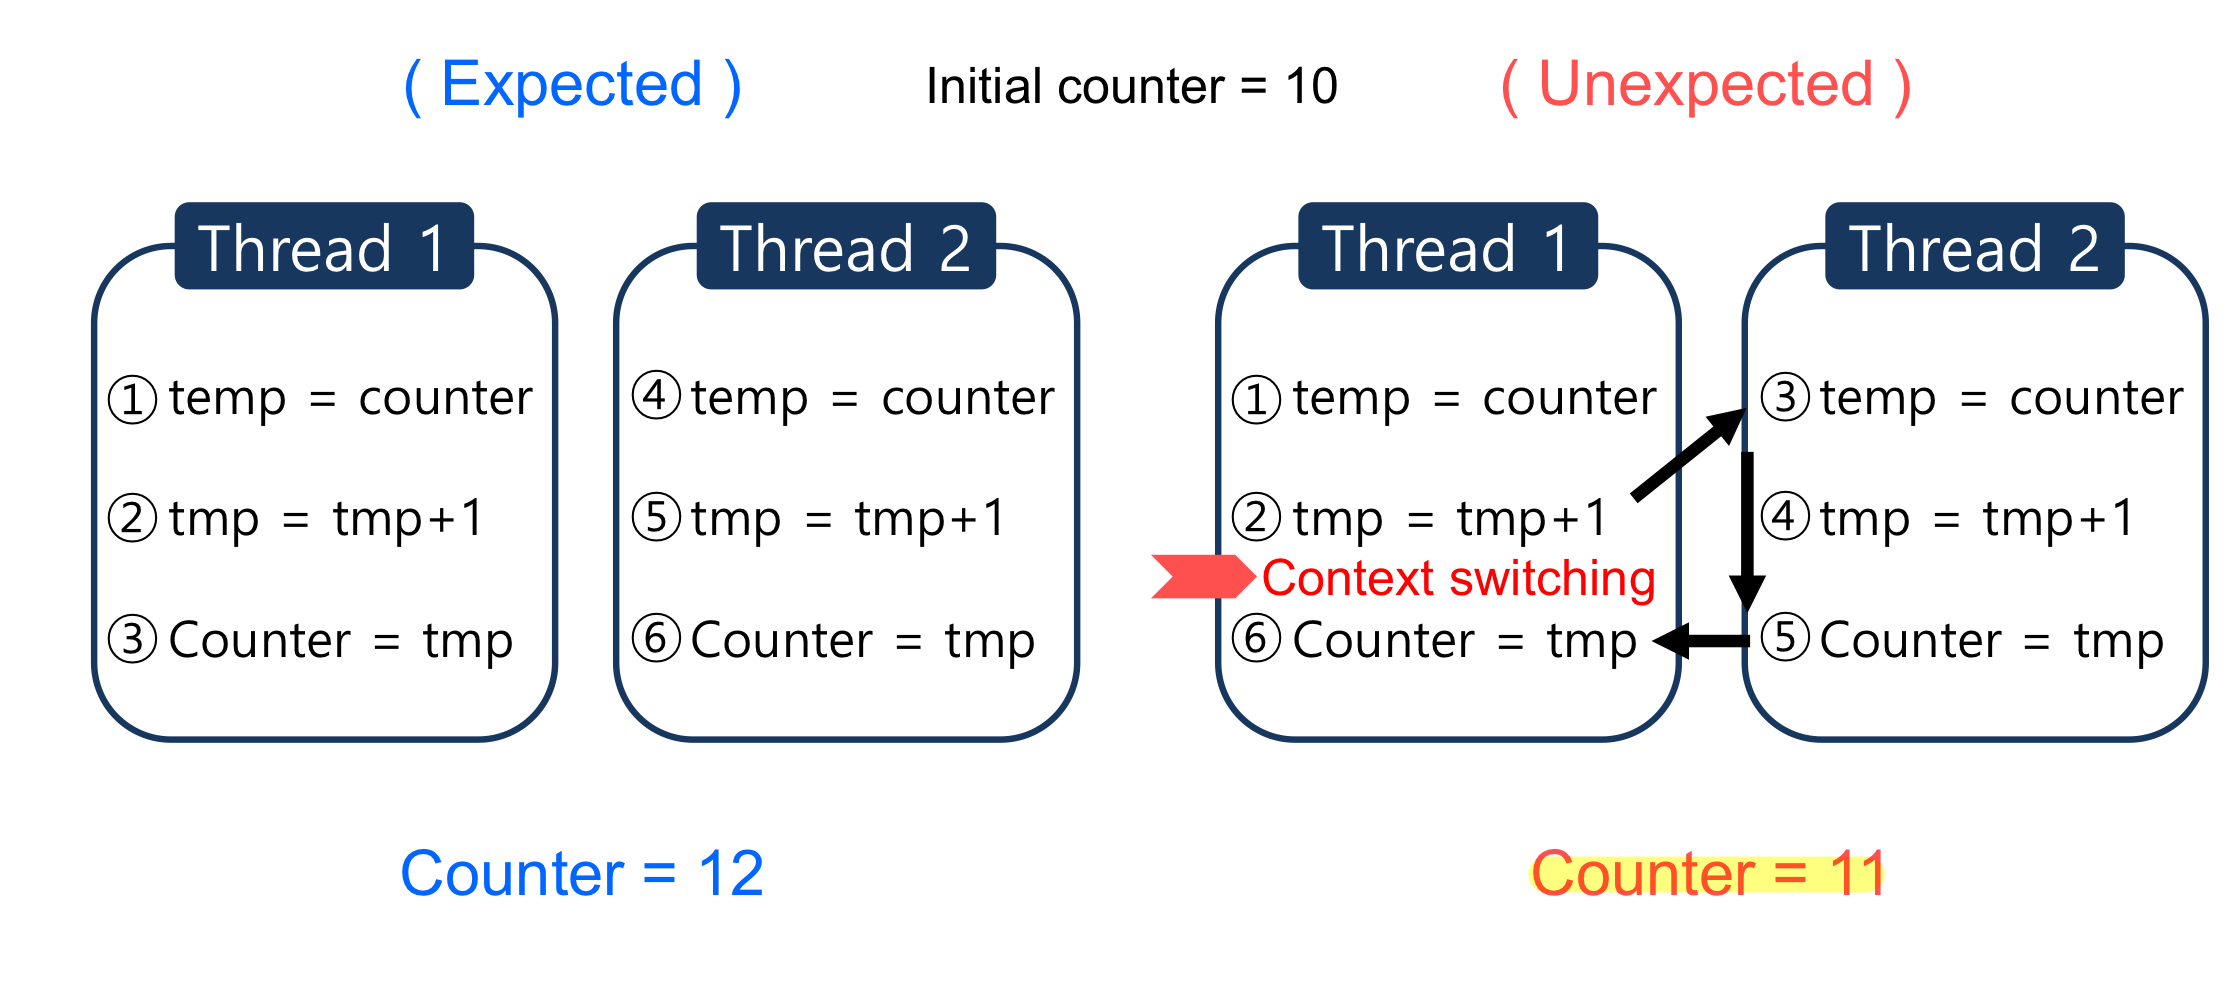 ( Expected )
Initial counter = 10
( Unexpected )
Thread 1
① temp = counter
② tmp = tmp+1
③ Counter = tmp
Thread 2
④ temp = counter
⑤ tmp = tmp+1
⑥ Counter = tmp
Counter = 12
Thread 1
① temp = counter
② tmp = tmp+1
Context switching
⑥ Counter = tmp
Thread 2
③ temp = counter
④ tmp = tmp+1
⑤ Counter = tmp
Counter = 11